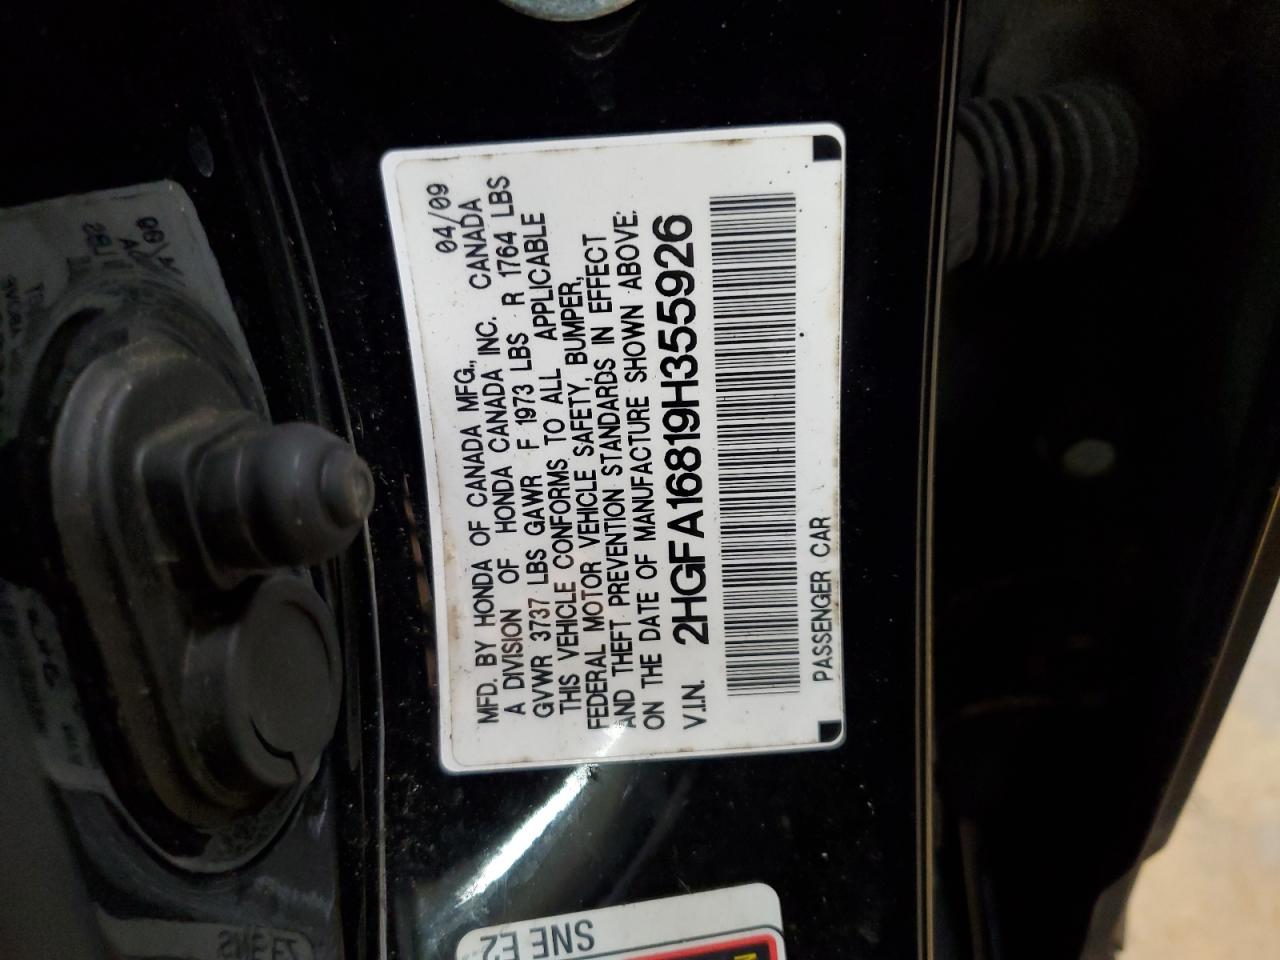 MFD. BY HONDA OF CANADA MFG., 04/09
A DIVISION OF HONDA CANADA INC. CANADA
GVWR 3737 LBS GAWR F 1973 LBS R 1764 LBS
THIS VEHICLE CONFORMS TO ALL APPLICABLE
FEDERAL MOTOR VEHICLE SAFETY, BUMPER,
AND THEFT PREVENTION STANDARDS IN EFFECT
ON THE DATE OF MANUFACTURE SHOWN ABOVE.
V.I.N. 2HGFA16819H355926
PASSENGER CAR
SNE E2